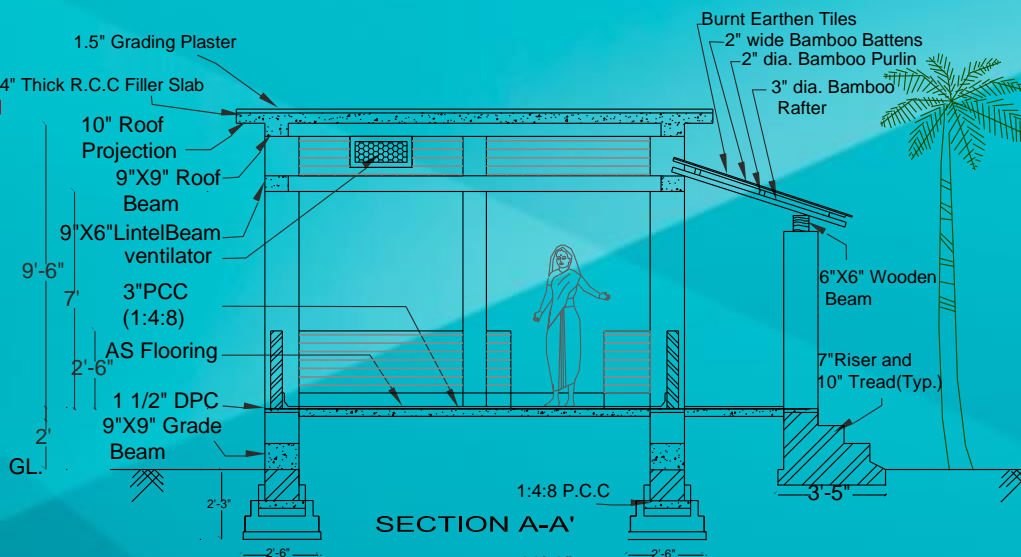 1.5" Grading Plaster
4" Thick R.C.C Filler Slab
10" Roof
Projection
9"X9" Roof
Beam
9"X6"LintelBeam
ventilator
9'-6"
7'
3"PCC
(1:4:8)
AS Flooring
2'-6"
1 1/2" DPC
9"X9" Grade
Beam
2'
GL.
2'-3"
2'-6"
SECTION A-A'
1:4:8 P.C.C
2'-6"
Burnt Earthen Tiles
2" wide Bamboo Battens
2" dia. Bamboo Purlin
3" dia. Bamboo
Rafter
6"X6" Wooden
Beam
7"Riser and
10" Tread(Typ.)
3'-5"